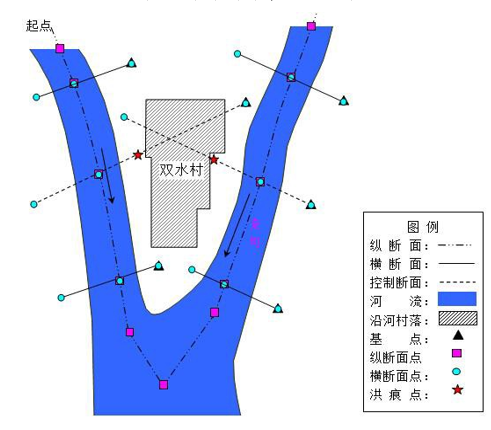 起点
双水村
图 例
纵 断 面：
横 断 面：
控制断面：
河 流：
沿河村落：
基 点：
纵断面点
横断面点：
洪 痕 点：